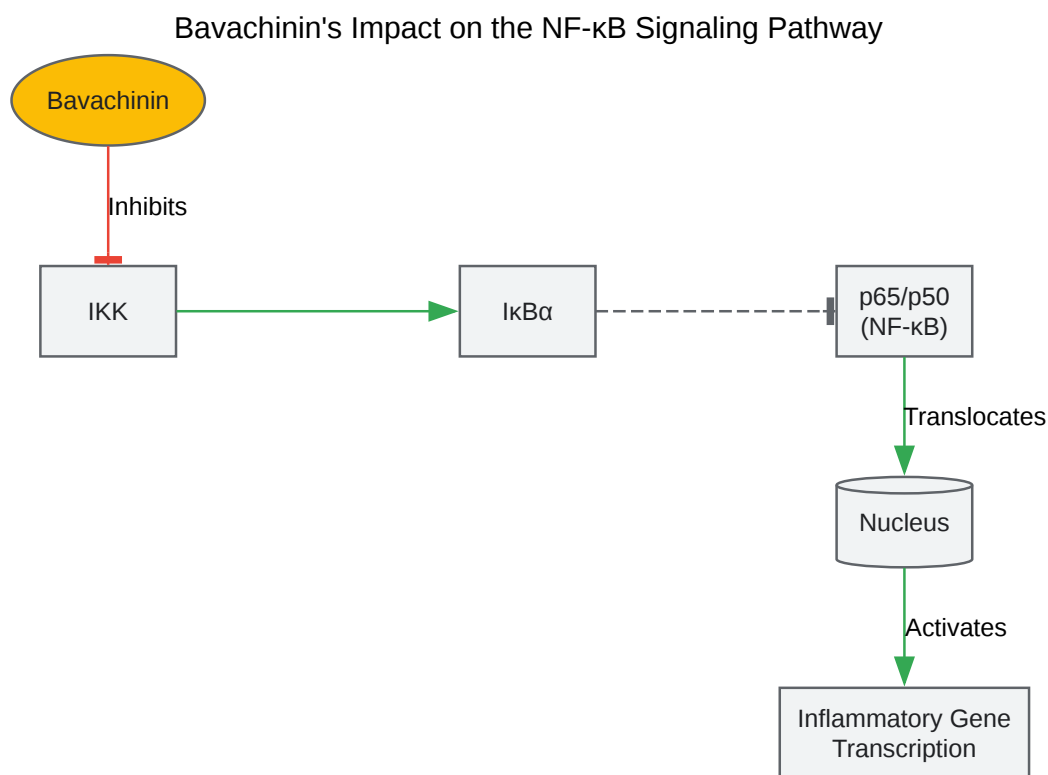 Bavachinin's Impact on the NF-κB Signaling Pathway
Bavachinin
Inhibits
IKK
IκBα
p65/p50
(NF-κB)
Translocates
Nucleus
Activates
Inflammatory Gene
Transcription